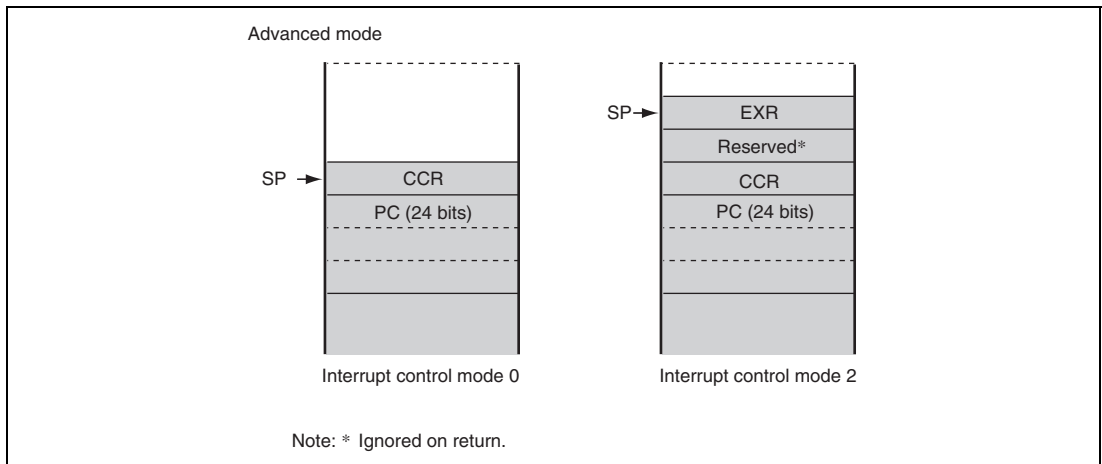 Advanced mode
SP
CCR
PC (24 bits)
Interrupt control mode 0
SP
EXR
Reserved*
CCR
PC (24 bits)
Interrupt control mode 2
Note: * Ignored on return.